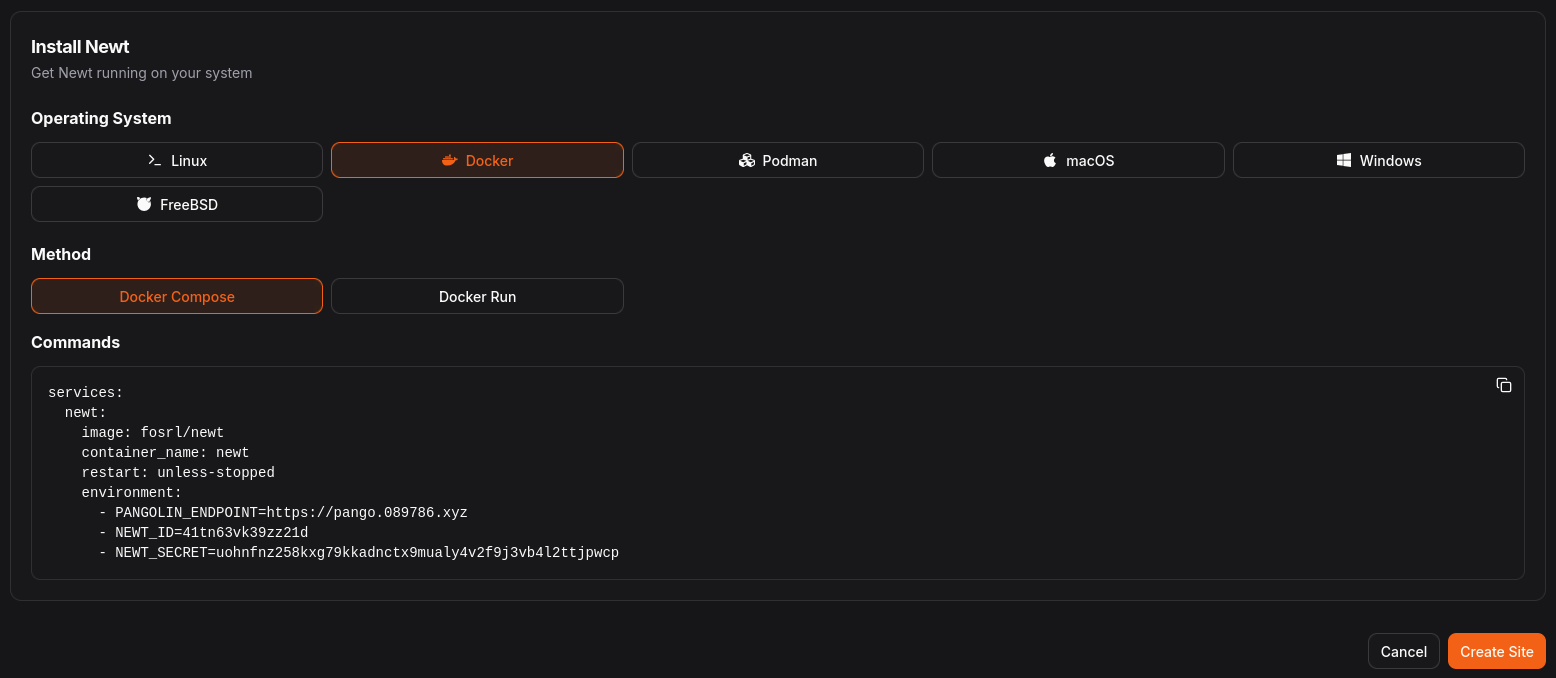 Install Newt
Get Newt running on your system
Operating System
Linux
Docker
Podman
macOS
Windows
FreeBSD
Method
Docker Compose
Docker Run
Commands
services:
  newt:
    image: fosrl/newt
    container_name: newt
    restart: unless-stopped
    environment:
      - PANGOLIN_ENDPOINT=https://pango.089786.xyz
      - NEWT_ID=41tn63vk39zz21d
      - NEWT_SECRET=uohnfnz258kxg79kkadnctx9mualy4v2f9j3vb4l2ttjpwcp
Cancel
Create Site